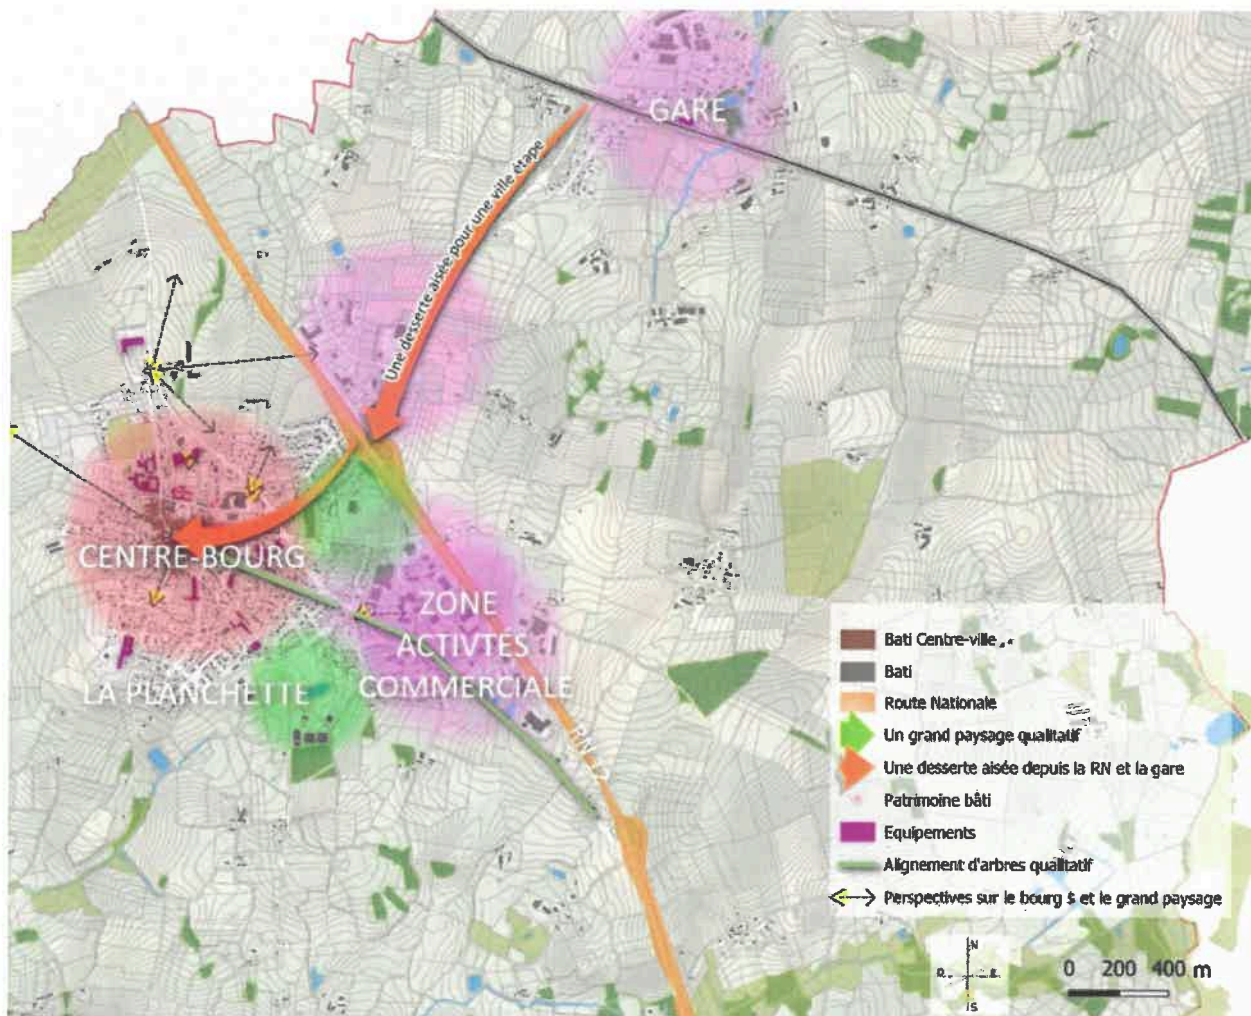 GARE
Une desserte aisée pour une ville étape
CENTRE-BOURG
ZONE
ACTIVTES
COMMERCIALE
LA PLANCHETTE
Bati Centre-ville
Bati
Route Nationale
Un grand paysage qualitatif
Une desserte aisée depuis la RN et la gare
Patrimoine bâti
Equipements
Alignement d'arbres qualitatif
Perspectives sur le bourg s et le grand paysage
N
S
0 200 400 m